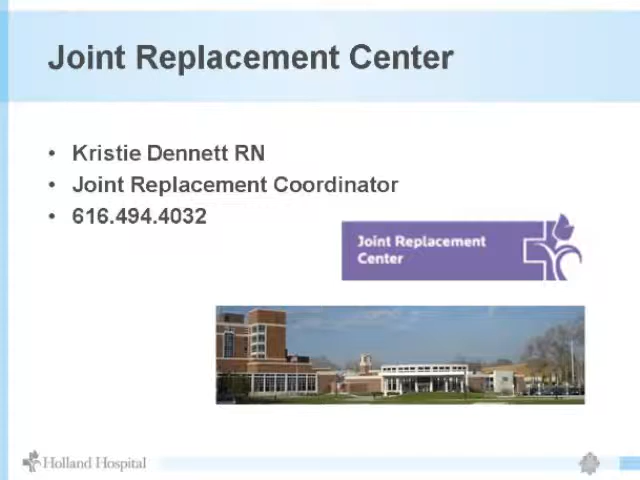 Joint Replacement Center
• Kristie Dennett RN
• Joint Replacement Coordinator
• 616.494.4032
Joint Replacement
Center
Holland Hospital